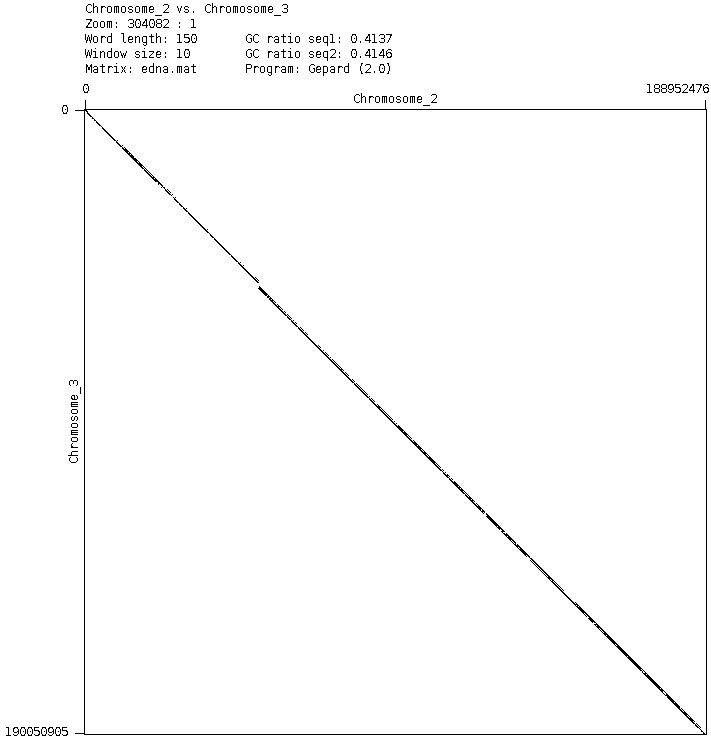 Chromosome_2 vs. Chromosome_3
Zoom: 304082 : 1
Word length: 150 GC ratio seq1: 0.4137
Window size: 10 GC ratio seq2: 0.4146
Matrix: edna.mat Program: Gepard (2.0)
0 188952476
Chromosome_2
0
Chromosome_3
190050905